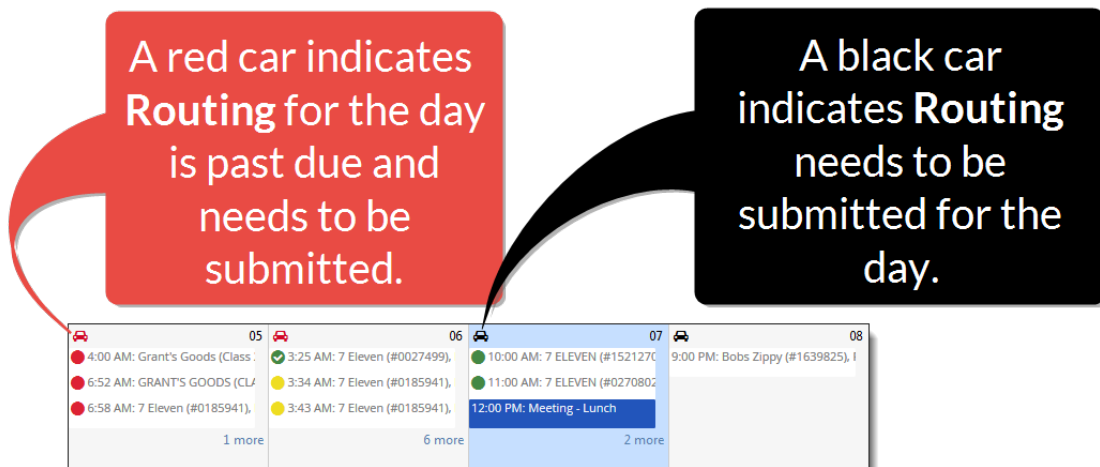 A red car indicates
Routing for the day
is past due and
needs to be
submitted.
A black car
indicates Routing
needs to be
submitted for the
day.
05
4:00 AM: Grant's Goods (Class
6:52 AM: GRANT'S GOODS (CLA
6:58 AM: 7 Eleven (#0185941),
1 more
06
3:25 AM: 7 Eleven (#0027499),
3:34 AM: 7 Eleven (#0185941),
3:43 AM: 7 Eleven (#0185941),
6 more
07
10:00 AM: 7 ELEVEN (#1521270
11:00 AM: 7 ELEVEN (#0270802
12:00 PM: Meeting - Lunch
2 more
08
9:00 PM: Bobs Zippy (#1639825),